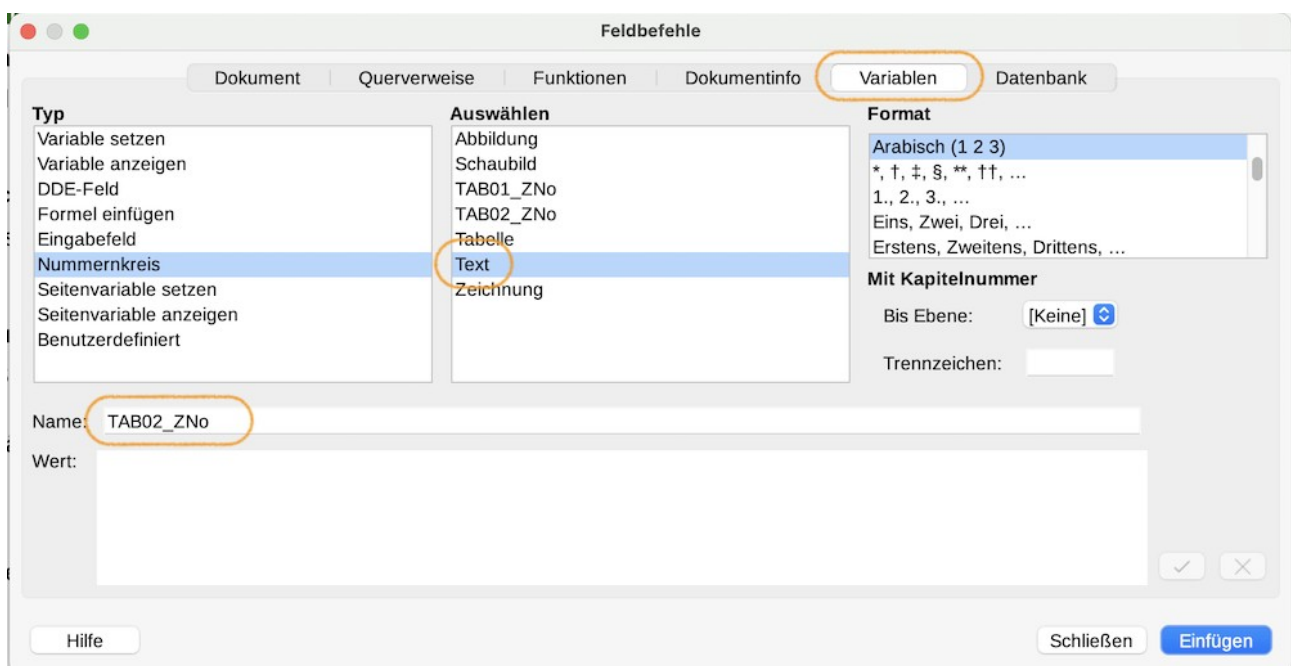 Feldbefehle
Dokument Querverweise Funktionen Dokumentinfo Variablen Datenbank
Typ
Variable setzen
Variable anzeigen
DDE-Feld
Formel einfügen
Eingabefeld
Nummernkreis
Seitenvariable setzen
Seitenvariable anzeigen
Benutzerdefiniert
Auswählen
Abbildung
Schaubild
TAB01_ZNo
TAB02_ZNo
Tabelle
Text
Zeichnung
Format
Arabisch (1 2 3)
*, †, ‡, §, **, ††, …
1., 2., 3., …
Eins, Zwei, Drei, …
Erstens, Zweitens, Drittens, …
Mit Kapitelnummer
Bis Ebene: [Keine]
Trennzeichen:
Name: TAB02_ZNo
Wert:
Hilfe Schließen Einfügen